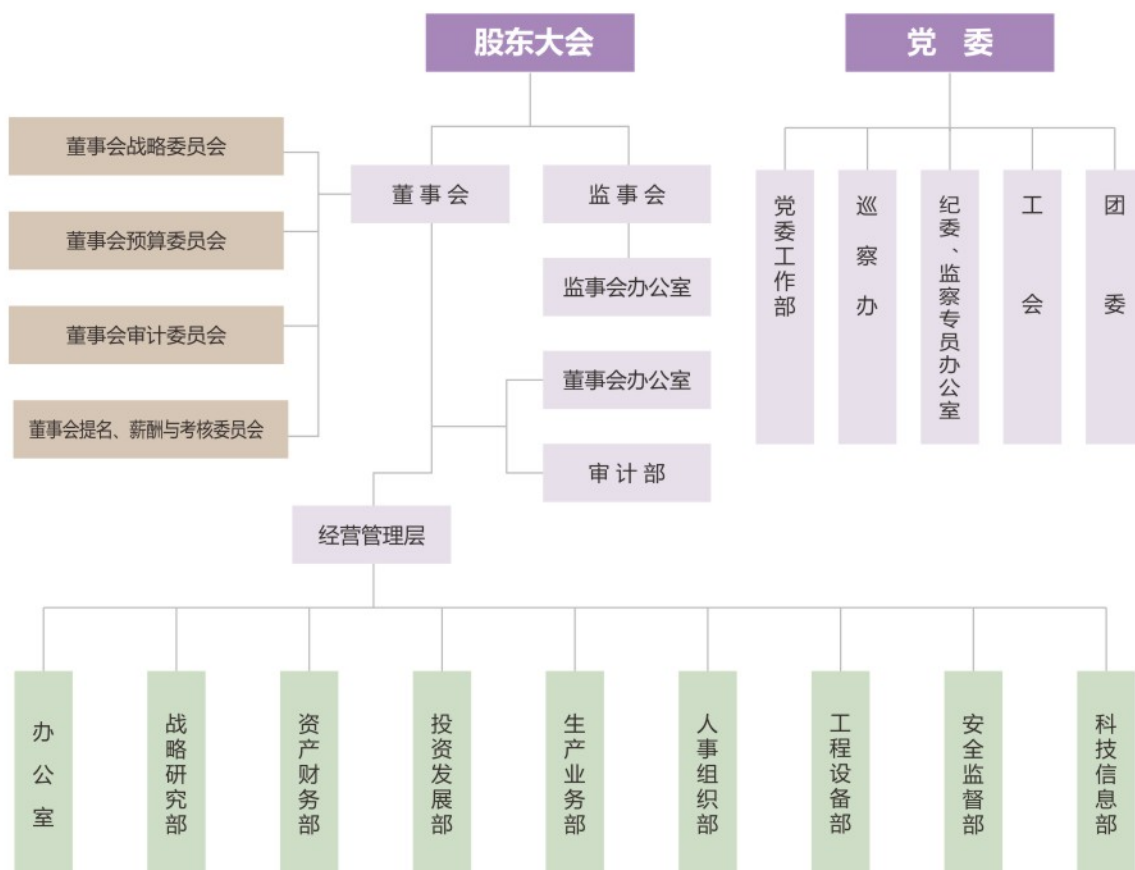 股东大会
党 委
董事会战略委员会
董事会预算委员会
董事会审计委员会
董事会提名、薪酬与考核委员会
董事会
监事会
监事会办公室
董事会办公室
审计部
经营管理层
党委工作部
巡察办
纪委、监察专员办公室
工会
团委
办公室
战略研究部
资产财务部
投资发展部
生产业务部
人事组织部
工程设备部
安全监督部
科技信息部